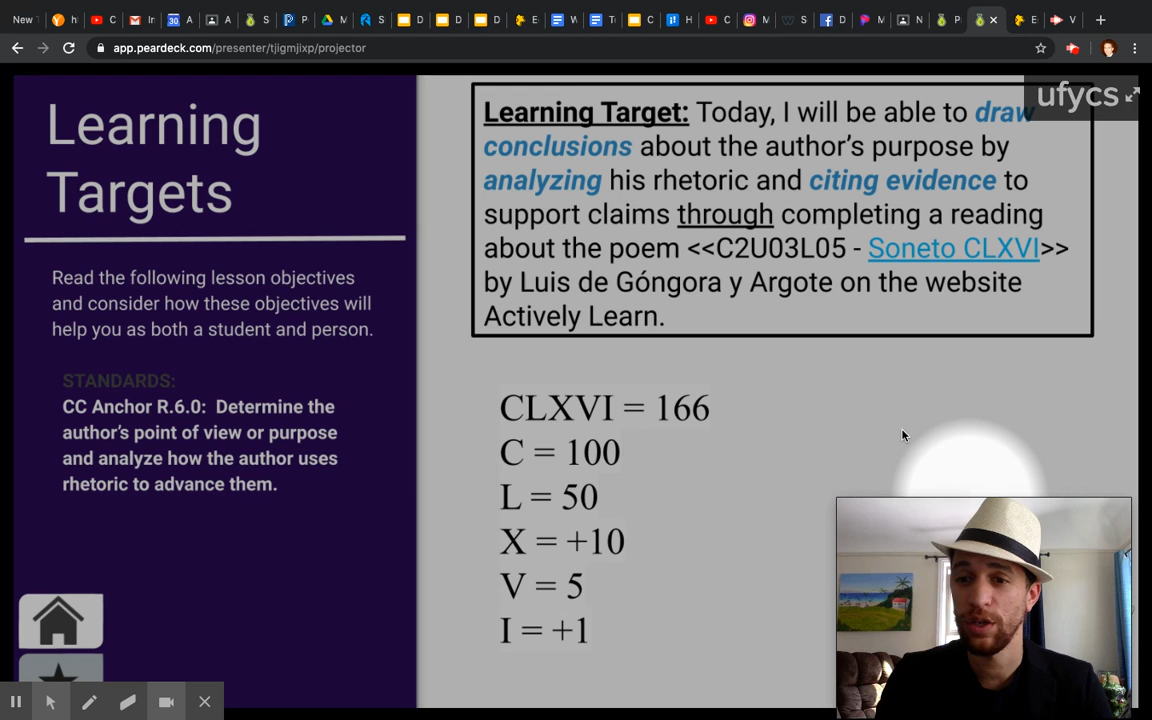 New T
h
C
In
A
A
S
P
M
S
D
D
D
E
W
T
C
H
C
M
S
D
M
N
P
E
V
app.peardeck.com/presenter/tjigmjixp/projector
Learning
Targets
Read the following lesson objectives
and consider how these objectives will
help you as both a student and person.
STANDARDS:
CC Anchor R.6.0: Determine the
author's point of view or purpose
and analyze how the author uses
rhetoric to advance them.
Learning Target: Today, I will be able to draw
conclusions about the author's purpose by
analyzing his rhetoric and citing evidence to
support claims through completing a reading
about the poem <<C2U03L05 - Soneto CLXVI>>
by Luis de Góngora y Argote on the website
Actively Learn.
ufycs
CLXVI = 166
C = 100
L = 50
X = +10
V = 5
I = +1